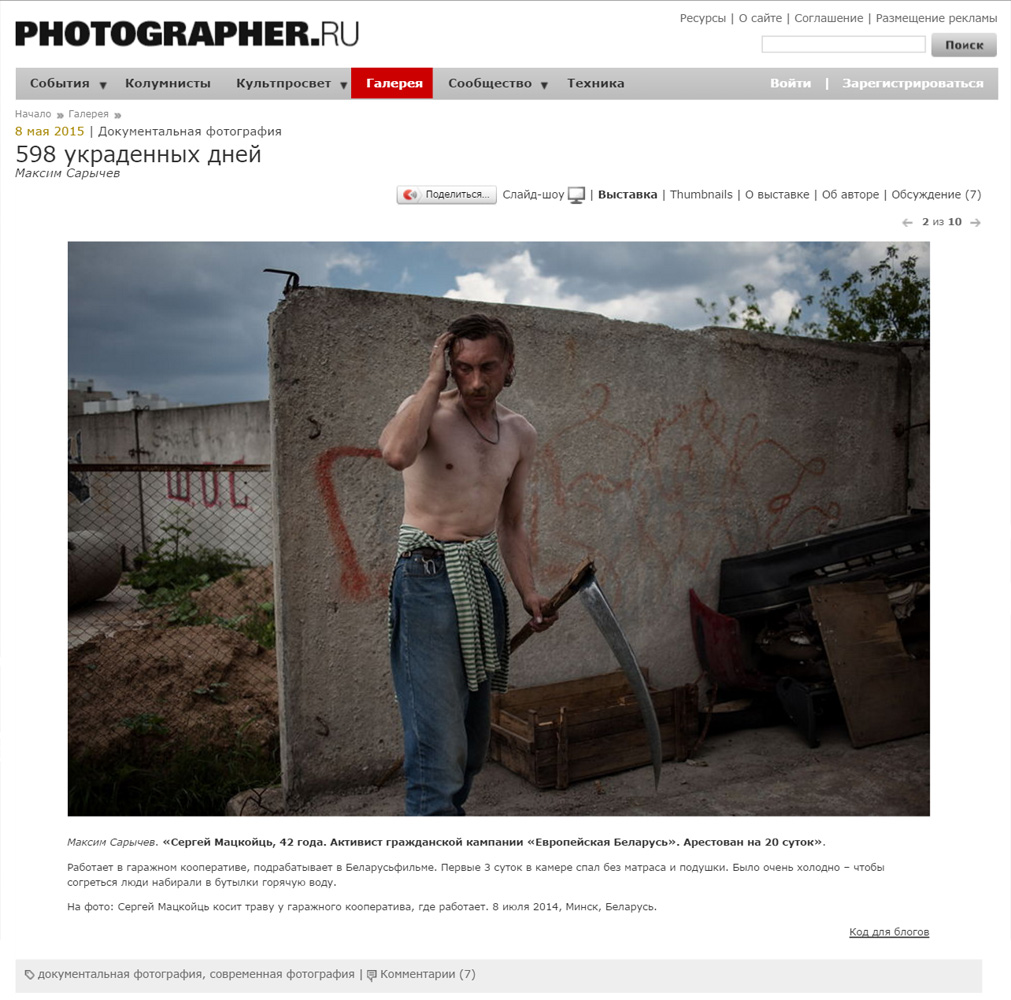 PHOTOGRAPHER.RU
Ресурсы | О сайте | Соглашение | Размещение рекламы
Поиск
События Колумнисты Культпросвет Галерея Сообщество Техника Войти | Зарегистрироваться
Начало » Галерея »
8 мая 2015 | Документальная фотография
598 украденных дней
Максим Сарычев
Поделиться... Слайд-шоу | Выставка | Thumbnails | О выставке | Об авторе | Обсуждение (7)
← 2 из 10 →
шос
Максим Сарычев. «Сергей Мацкойць, 42 года. Активист гражданской кампании «Европейская Беларусь». Арестован на 20 суток».
Работает в гаражном кооперативе, подрабатывает в Беларусьфильме. Первые 3 суток в камере спал без матраса и подушки. Было очень холодно – чтобы
согреться люди набирали в бутылки горячую воду.
На фото: Сергей Мацкойць косит траву у гаражного кооператива, где работает. 8 июля 2014, Минск, Беларусь.
Код для блогов
документальная фотография, современная фотография | Комментарии (7)